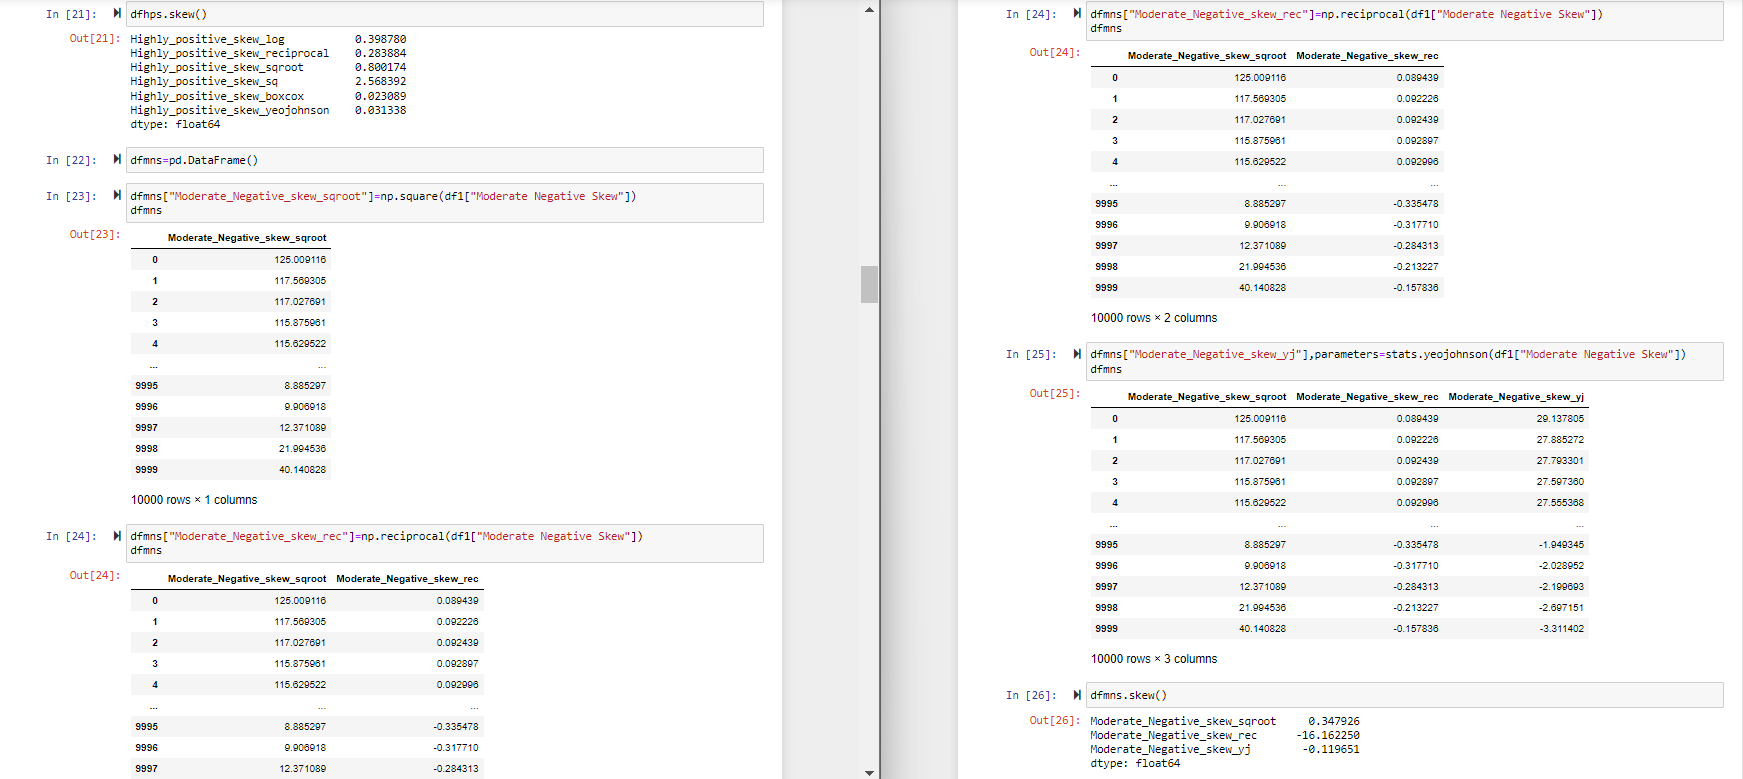 In [21]: dfhps.skew()
Out[21]: Highly_positive_skew_log 0.398780
Highly_positive_skew_reciprocal 0.283884
Highly_positive_skew_sqroot 0.800174
Highly_positive_skew_sq 2.568392
Highly_positive_skew_boxcox 0.023089
Highly_positive_skew_yeojohnson 0.031338
dtype: float64
In [22]: dfmns=pd.DataFrame()
In [23]: dfmns["Moderate_Negative_skew_sqroot"]=np.square(df1["Moderate Negative Skew"])
dfmns
Out[23]:
Moderate_Negative_skew_sqroot
0 125.009116
1 117.569305
2 117.027691
3 115.875961
4 115.629522
... ...
9995 8.885297
9996 9.906918
9997 12.371089
9998 21.994536
9999 40.140828
10000 rows × 1 columns
In [24]: dfmns["Moderate_Negative_skew_rec"]=np.reciprocal(df1["Moderate Negative Skew"])
dfmns
Out[24]:
Moderate_Negative_skew_sqroot Moderate_Negative_skew_rec
0 125.009116 0.089439
1 117.569305 0.092226
2 117.027691 0.092439
3 115.875961 0.092897
4 115.629522 0.092996
... ... ...
9995 8.885297 -0.335478
9996 9.906918 -0.317710
9997 12.371089 -0.284313
In [24]: dfmns["Moderate_Negative_skew_rec"]=np.reciprocal(df1["Moderate Negative Skew"])
dfmns
Out[24]:
Moderate_Negative_skew_sqroot Moderate_Negative_skew_rec
0 125.009116 0.089439
1 117.569305 0.092226
2 117.027691 0.092439
3 115.875961 0.092897
4 115.629522 0.092996
... ... ...
9995 8.885297 -0.335478
9996 9.906918 -0.317710
9997 12.371089 -0.284313
9998 21.994536 -0.213227
9999 40.140828 -0.157836
10000 rows × 2 columns
In [25]: dfmns["Moderate_Negative_skew_yj"],parameters=stats.yeojohnson(df1["Moderate Negative Skew"])
dfmns
Out[25]:
Moderate_Negative_skew_sqroot Moderate_Negative_skew_rec Moderate_Negative_skew_yj
0 125.009116 0.089439 29.137805
1 117.569305 0.092226 27.885272
2 117.027691 0.092439 27.793301
3 115.875961 0.092897 27.597360
4 115.629522 0.092996 27.555368
... ... ... ...
9995 8.885297 -0.335478 -1.949345
9996 9.906918 -0.317710 -2.028952
9997 12.371089 -0.284313 -2.199693
9998 21.994536 -0.213227 -2.697151
9999 40.140828 -0.157836 -3.311402
10000 rows × 3 columns
In [26]: dfmns.skew()
Out[26]: Moderate_Negative_skew_sqroot 0.347926
Moderate_Negative_skew_rec -16.162250
Moderate_Negative_skew_yj -0.119651
dtype: float64